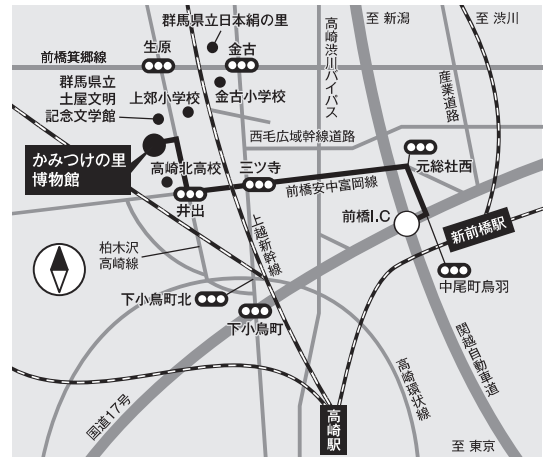 群馬県立日本絹の里
至 新潟
至 渋川
生原
金古
前橋箕郷線
高崎渋川バイパス
産業道路
群馬県立
土屋文明
記念文学館
上郊小学校
金古小学校
西毛広域幹線道路
かみつけの里
博物館
高崎北高校
三ツ寺
元総社西
前橋安中富岡線
井出
前橋I.C
新前橋駅
上越新幹線
柏木沢
高崎線
中尾町鳥羽
下小鳥町北
下小鳥町
関越自動車道
高崎環状線
国道17号
高崎駅
至 東京